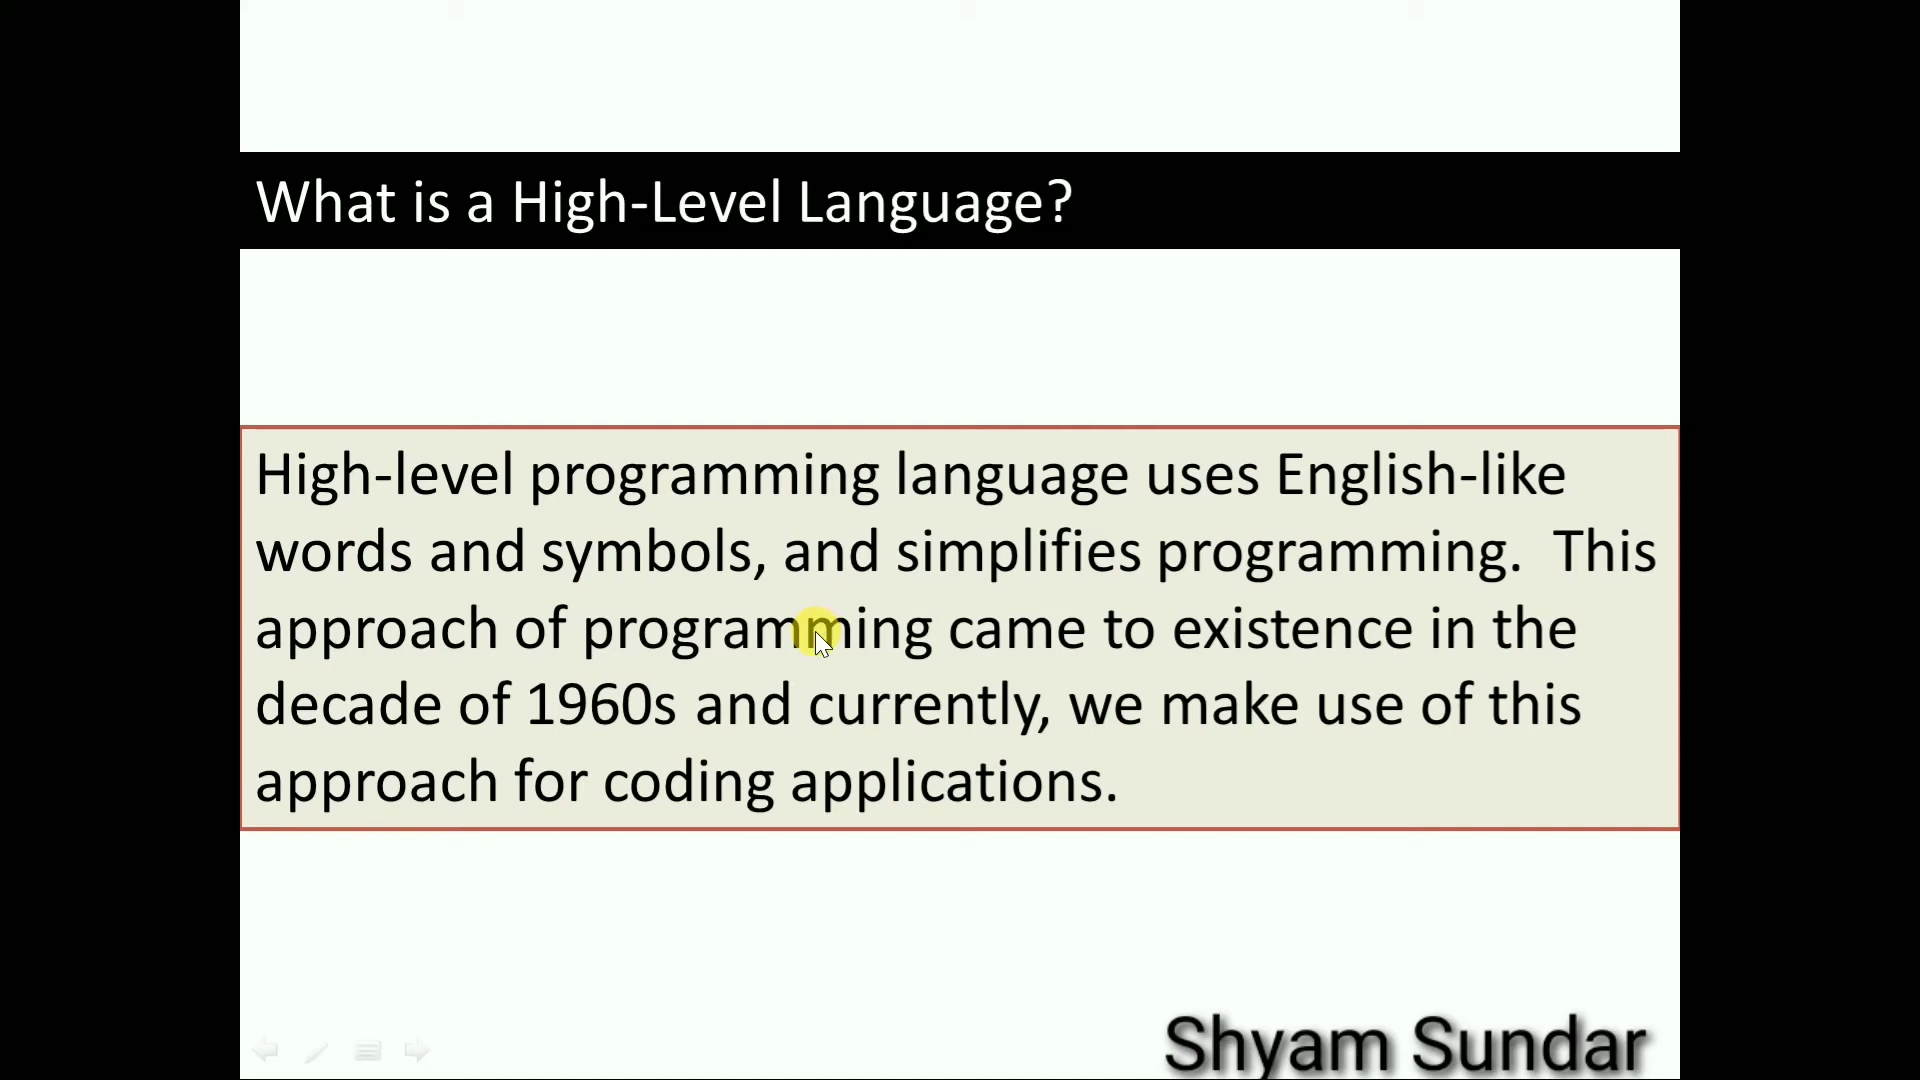 What is a High-Level Language?
High-level programming language uses English-like
words and symbols, and simplifies programming.  This
approach of programming came to existence in the
decade of 1960s and currently, we make use of this
approach for coding applications.
Shyam Sundar